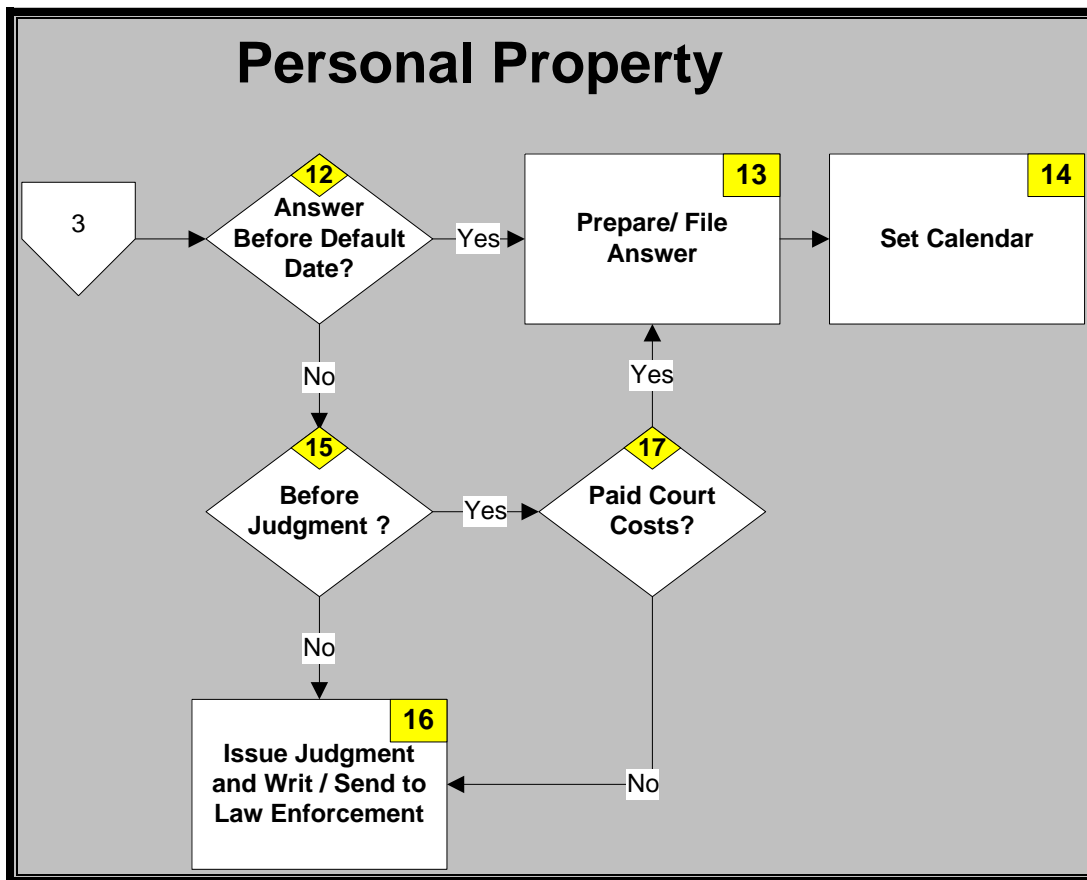 Personal Property
3
12
Answer
Before Default
Date?
Yes
13
Prepare/ File
Answer
14
Set Calendar
No
Yes
15
Before
Judgment ?
Yes
17
Paid Court
Costs?
No
16
Issue Judgment
and Writ / Send to
Law Enforcement
No